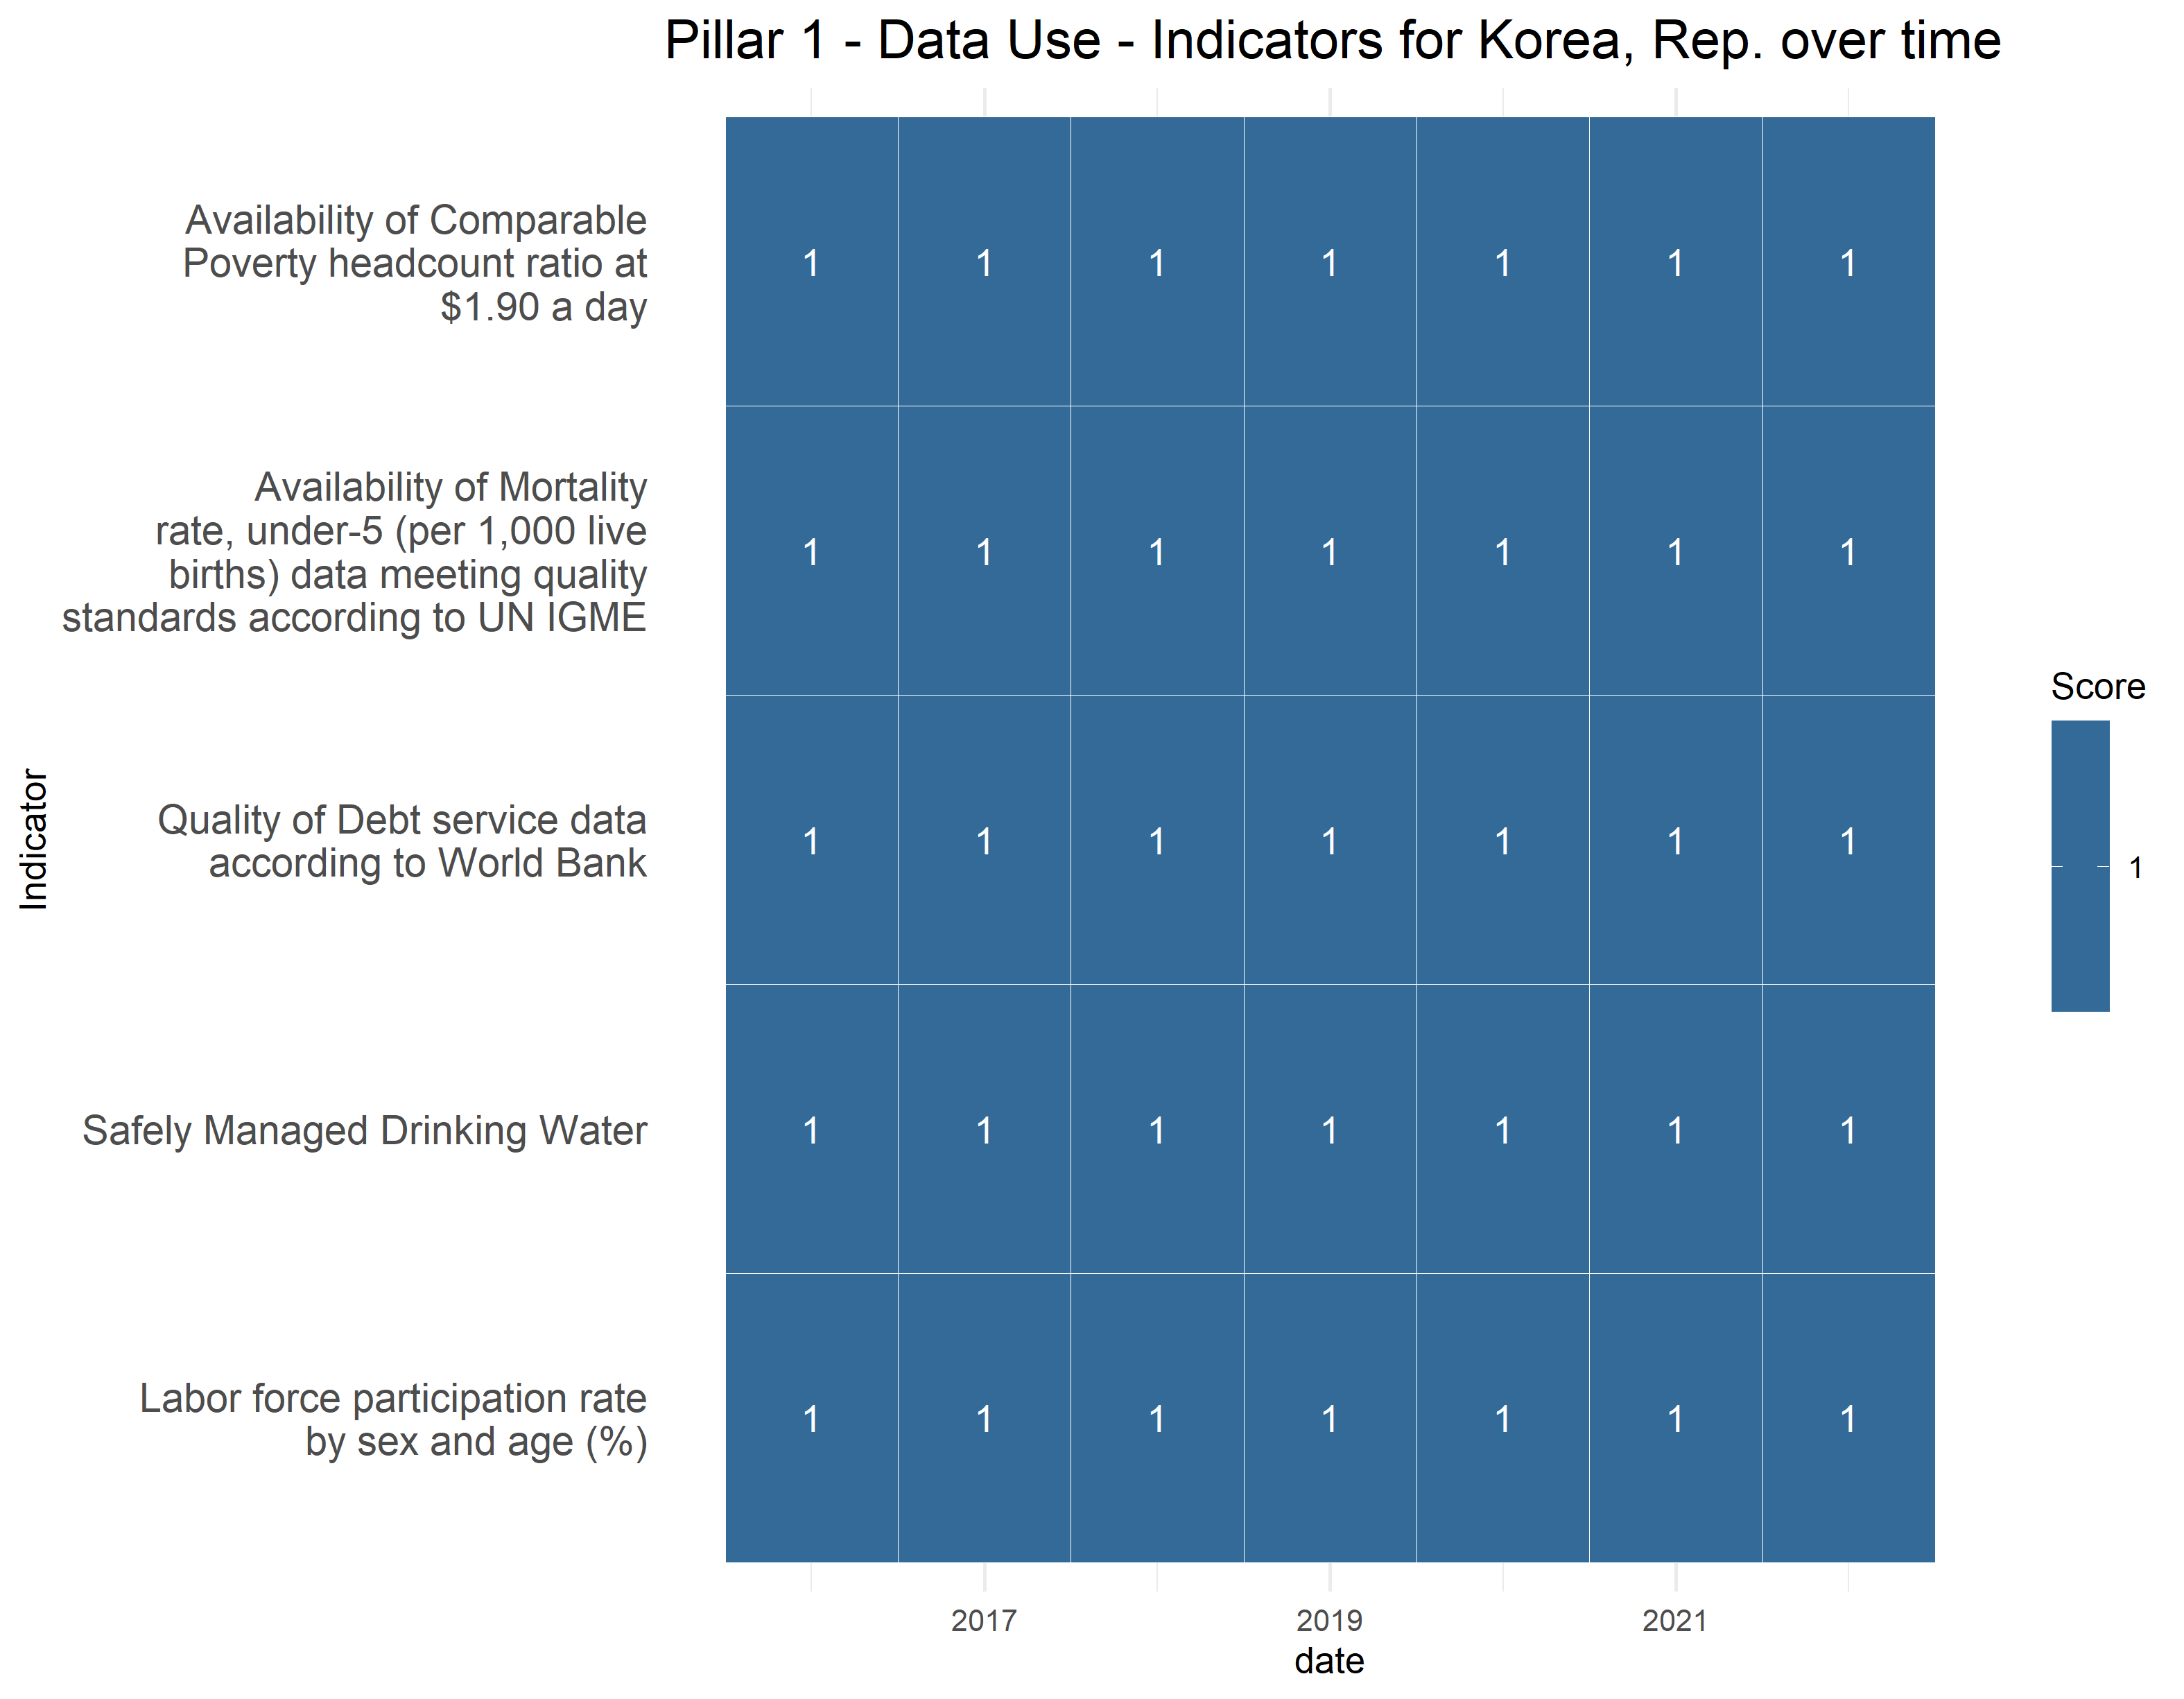 Pillar 1 - Data Use - Indicators for Korea, Rep. over time
Indicator
Availability of Comparable
Poverty headcount ratio at
$1.90 a day
1 1 1 1 1 1 1
Availability of Mortality
rate, under-5 (per 1,000 live
births) data meeting quality
standards according to UN IGME
1 1 1 1 1 1 1
Quality of Debt service data
according to World Bank
1 1 1 1 1 1 1
Safely Managed Drinking Water
1 1 1 1 1 1 1
Labor force participation rate
by sex and age (%)
1 1 1 1 1 1 1
2017 2019 2021
date
Score
1